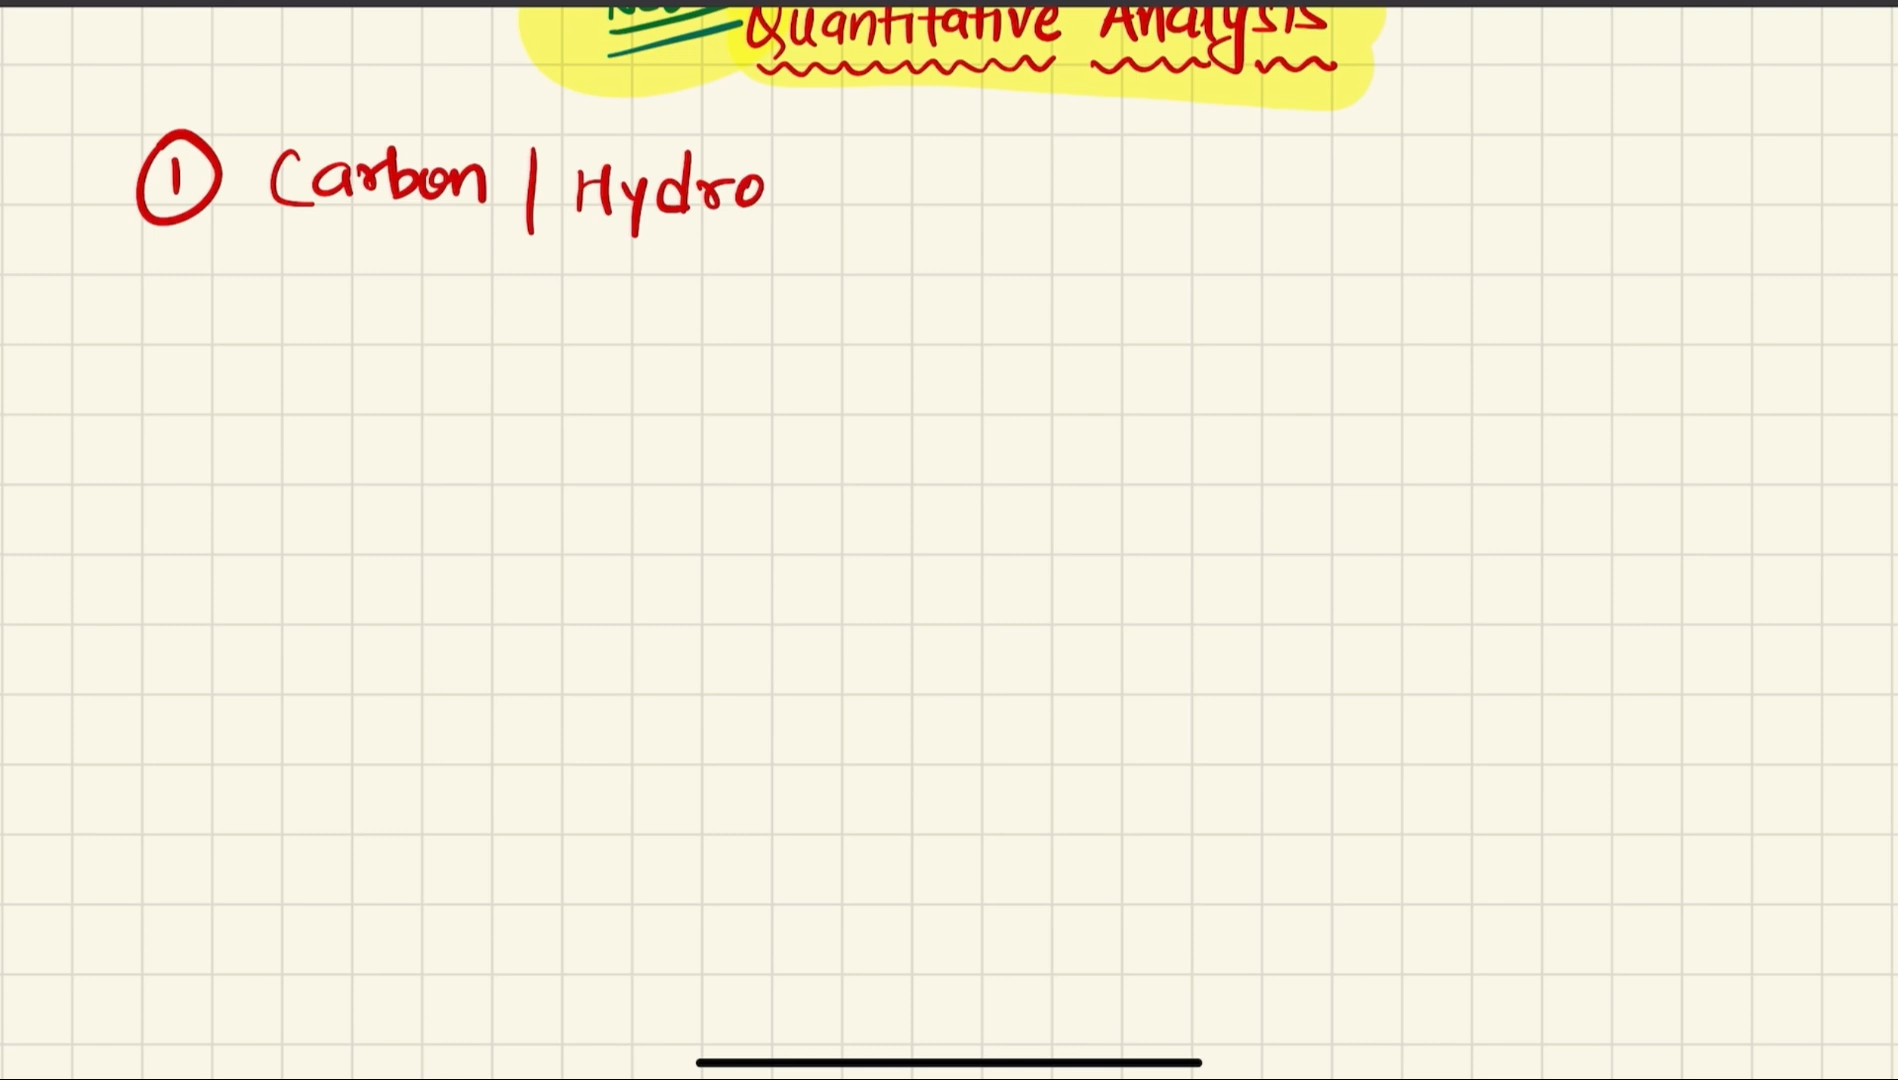 Quantitative Analysis
① Carbon | Hydro